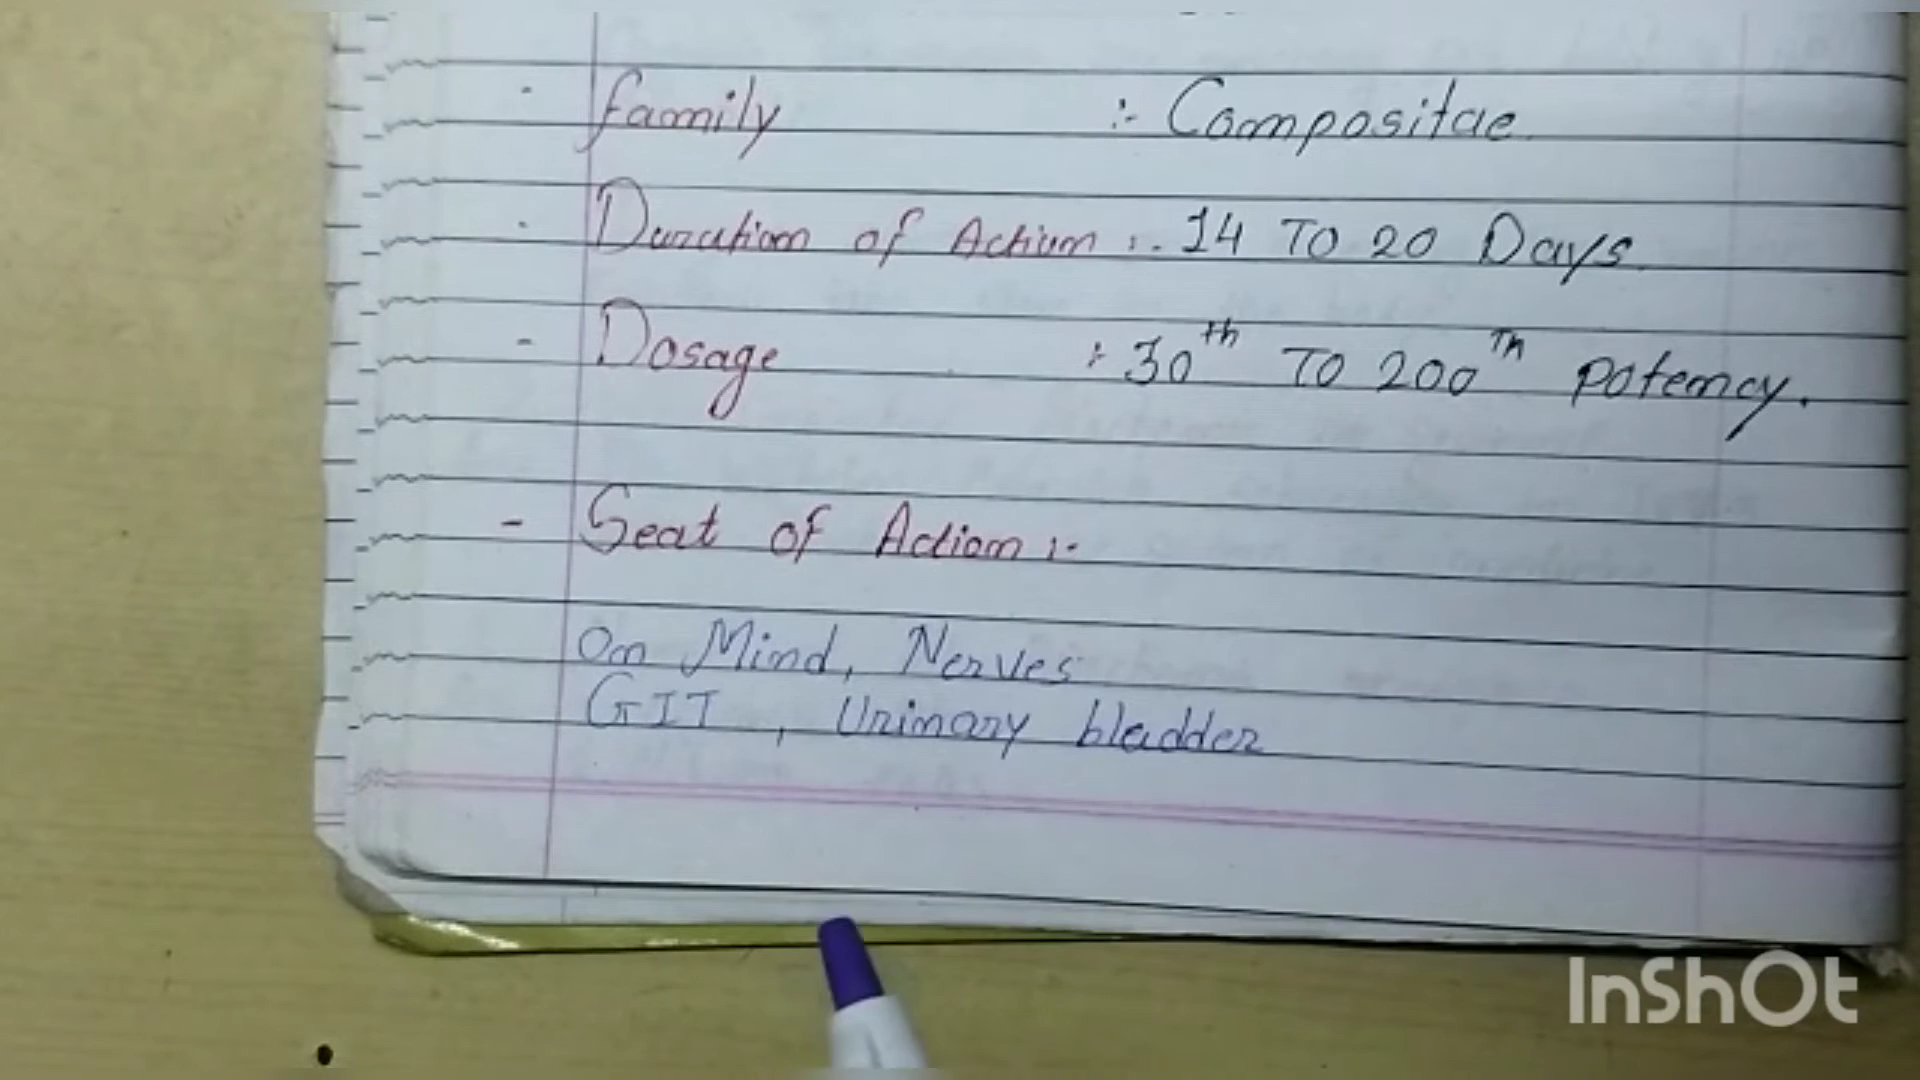 - family :- Compositae
- Duration of Action :- 14 TO 20 Days
- Dosage :- 30th TO 200Th potency.
- Seat of Action :-
On Mind, Nerves
GIT , Urinary bladder
InShOt